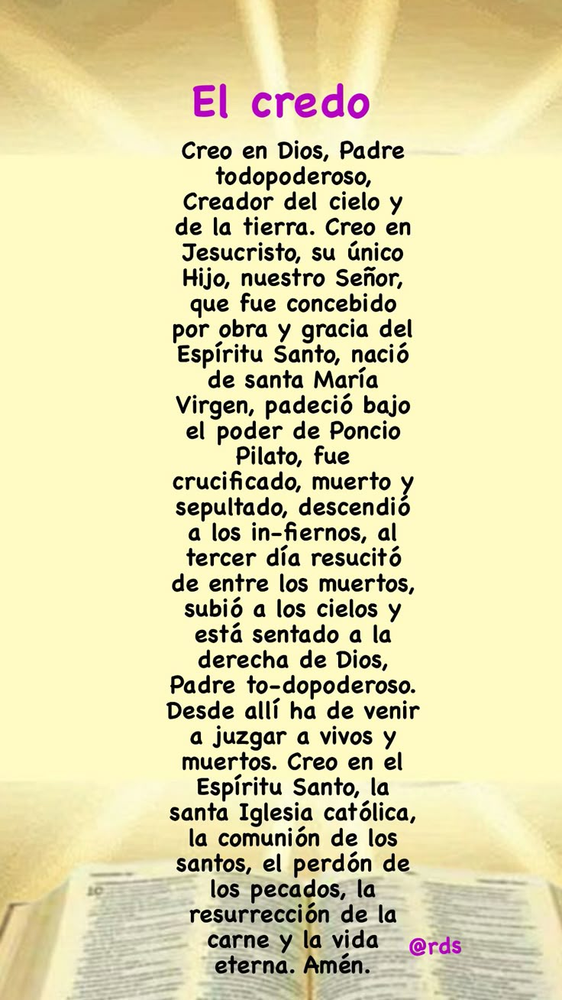 El credo
Creo en Dios, Padre
todopoderoso,
Creador del cielo y
de la tierra. Creo en
Jesucristo, su único
Hijo, nuestro Señor,
que fue concebido
por obra y gracia del
Espíritu Santo, nació
de santa María
Virgen, padeció bajo
el poder de Poncio
Pilato, fue
crucificado, muerto y
sepultado, descendió
a los in-fiernos, al
tercer día resucitó
de entre los muertos,
subió a los cielos y
está sentado a la
derecha de Dios,
Padre to-dopoderoso.
Desde allí ha de venir
a juzgar a vivos y
muertos. Creo en el
Espíritu Santo, la
santa Iglesia católica,
la comunión de los
santos, el perdón de
los pecados, la
resurrección de la
carne y la vida
eterna. Amén.
@rds